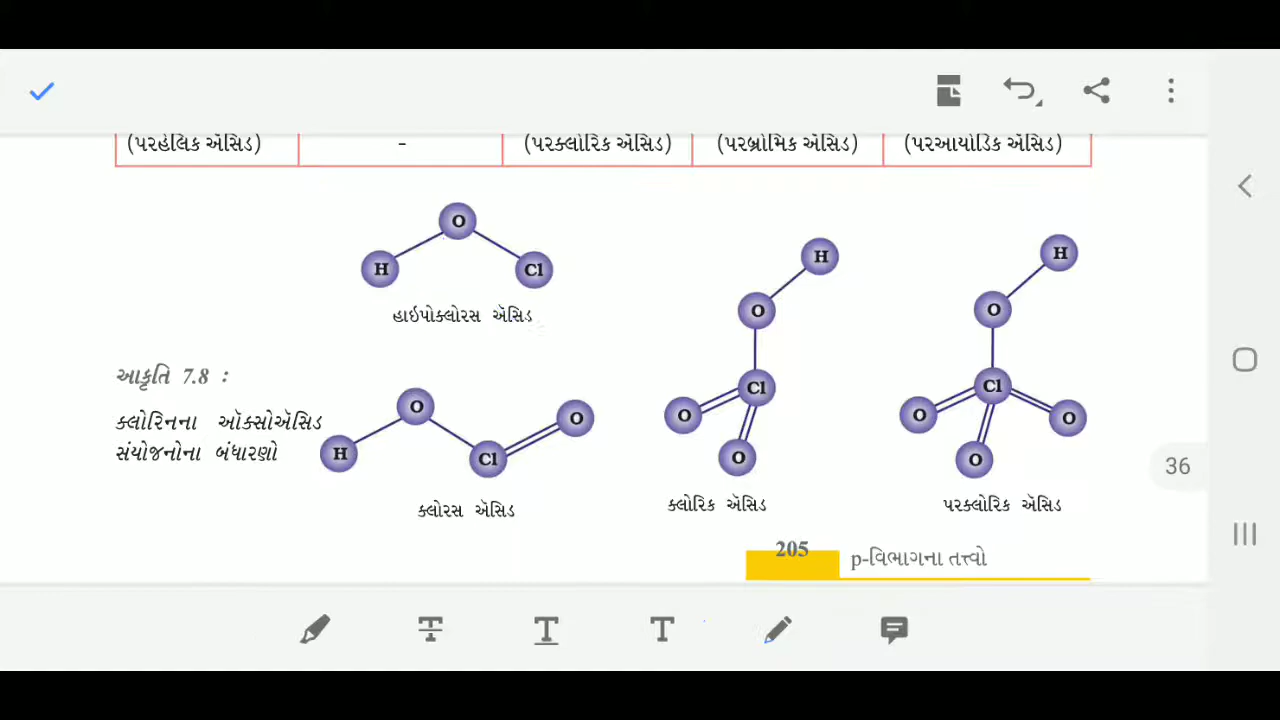 (પરહેલિક ઍસિડ) - (પરક્લોરિક ઍસિડ) (પરબ્રોમિક ઍસિડ) (પરઆયોડિક ઍસિડ)
O
H Cl
હાઇપોક્લોરસ ઍસિડ
H
O
Cl
O
O
ક્લોરિક ઍસિડ
H
O
Cl
O O
O
પરક્લોરિક ઍસિડ
આકૃતિ 7.8 :
ક્લોરિનના ઑક્સોઍસિડ
સંયોજનોના બંધારણો
O O
H Cl
ક્લોરસ ઍસિડ
205 p-વિભાગના તત્ત્વો
36
T T T